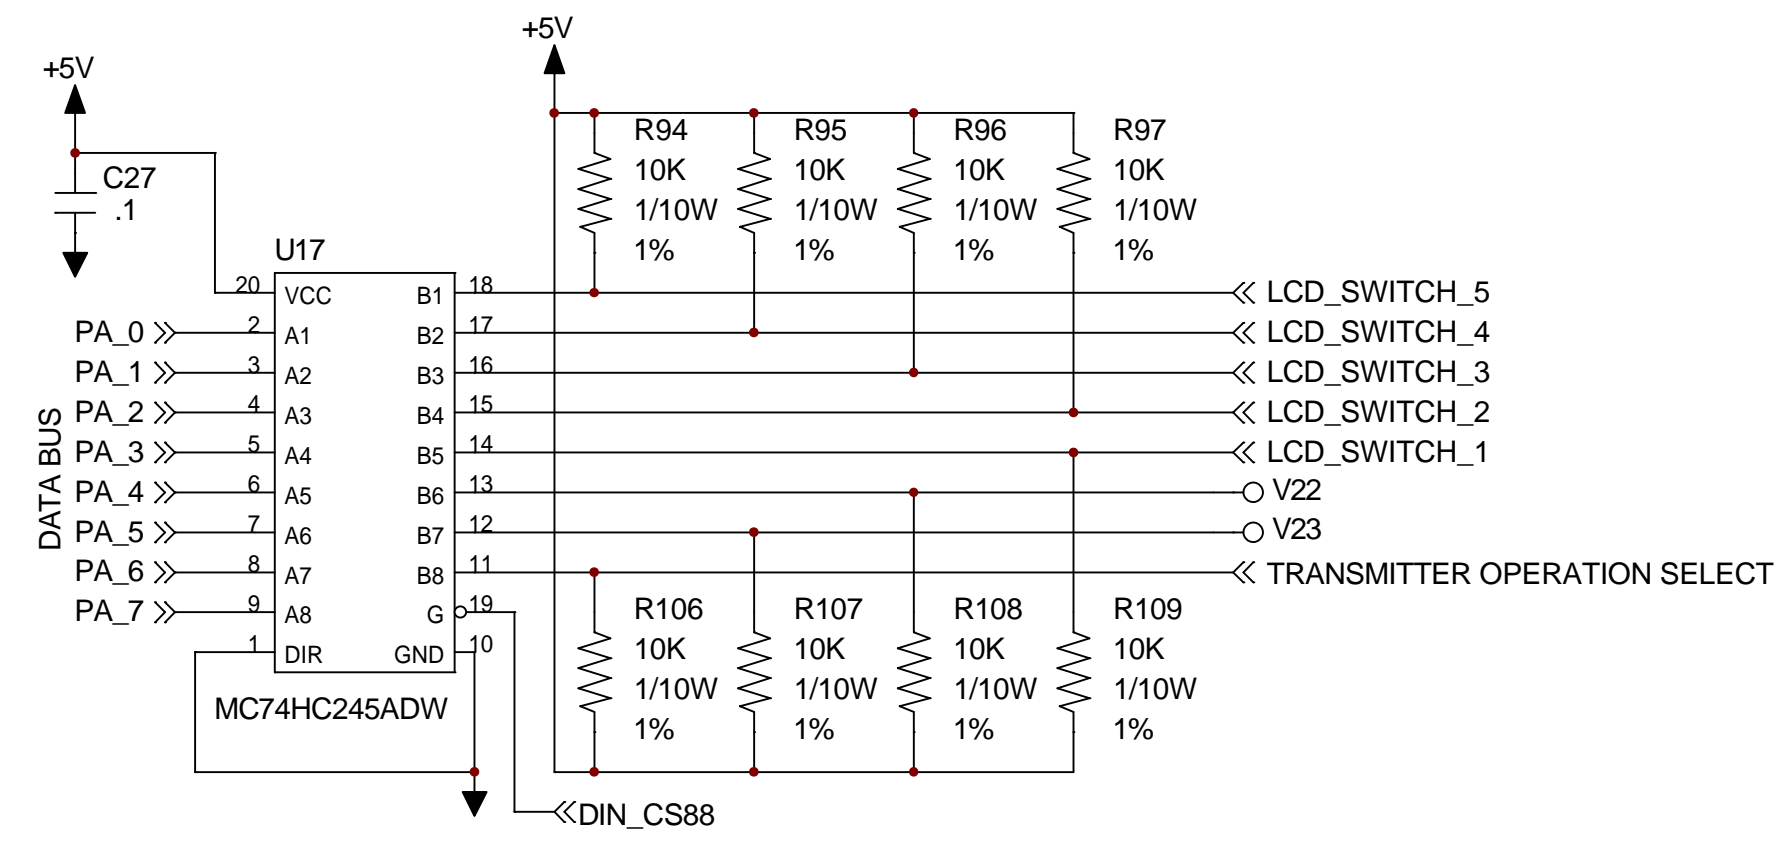 +5V
+5V
C27
.1
R94
10K
1/10W
1%
R95
10K
1/10W
1%
R96
10K
1/10W
1%
R97
10K
1/10W
1%
U17
20 VCC B1 18 LCD_SWITCH_5
PA_0 2 A1 B2 17 LCD_SWITCH_4
PA_1 3 A2 B3 16 LCD_SWITCH_3
PA_2 4 A3 B4 15 LCD_SWITCH_2
PA_3 5 A4 B5 14 LCD_SWITCH_1
PA_4 6 A5 B6 13 V22
PA_5 7 A6 B7 12 V23
PA_6 8 A7 B8 11 TRANSMITTER OPERATION SELECT
PA_7 9 A8 G 19
1 DIR GND 10
DATA BUS
MC74HC245ADW
R106
10K
1/10W
1%
R107
10K
1/10W
1%
R108
10K
1/10W
1%
R109
10K
1/10W
1%
DIN_CS88